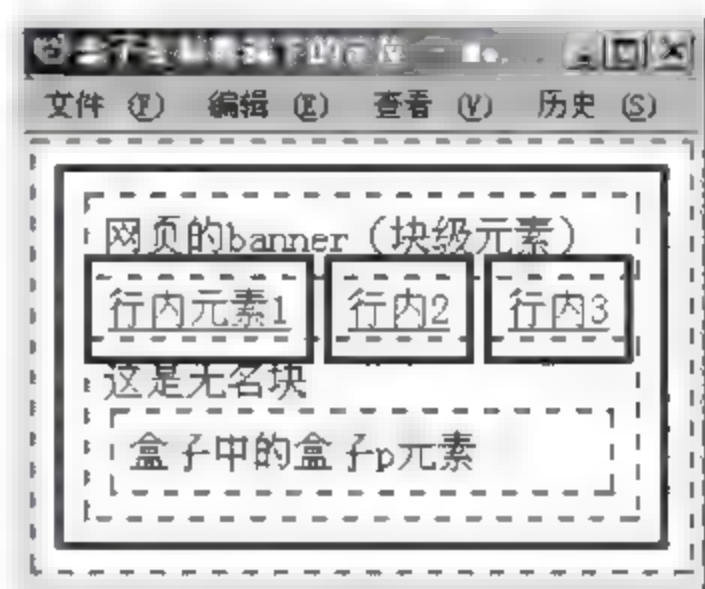 文件 (F) 编辑 (E) 查看 (V) 历史 (S)
网页的banner（块级元素）
行内元素1 行内2 行内3
这是无名块
盒子中的盒子p元素